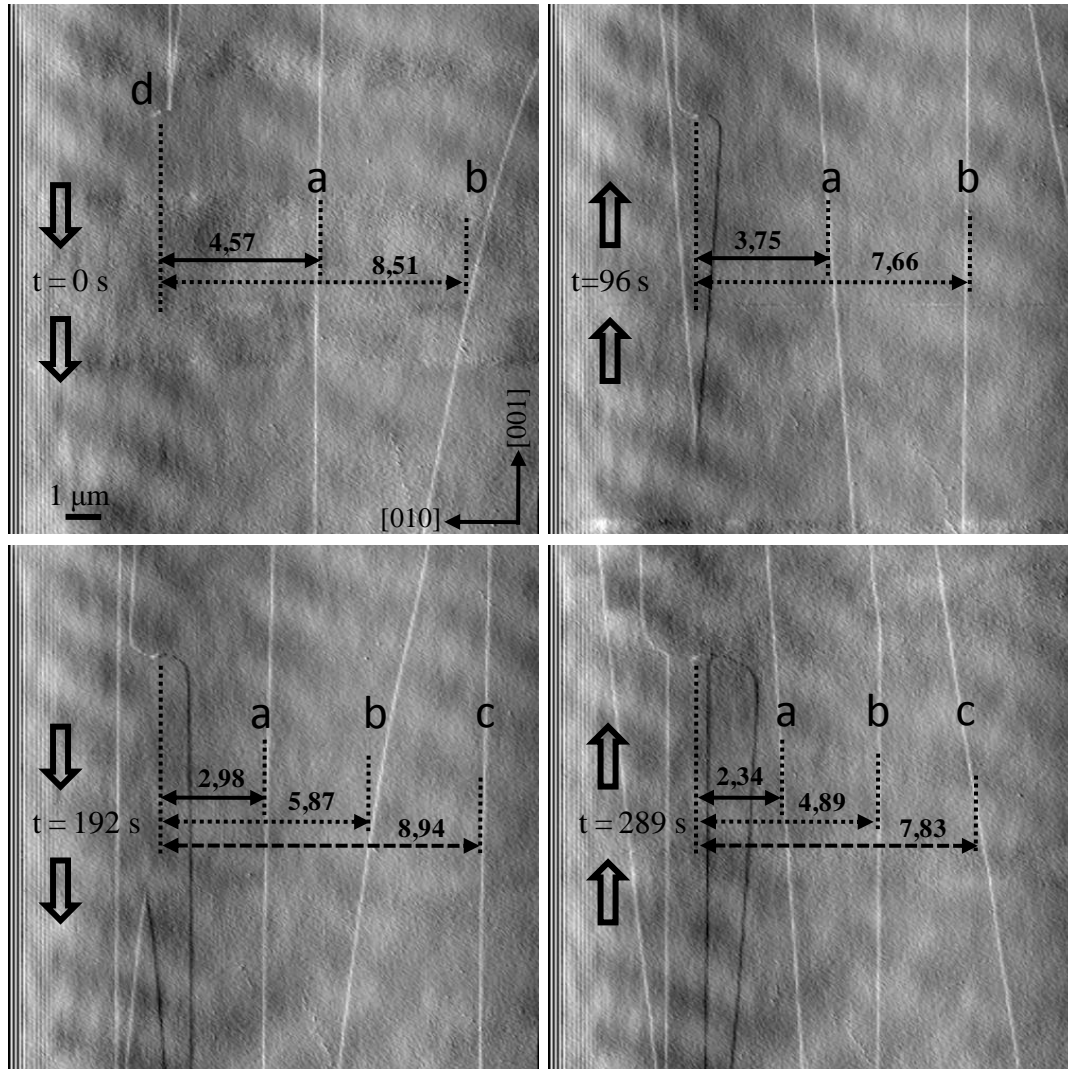 d
a
b
4,57
8,51
t = 0 s
[001]
1 μm
[010]
a
b
3,75
7,66
t=96 s
a
b
c
2,98
5,87
t = 192 s
8,94
a
b
c
2,34
4,89
t = 289 s
7,83